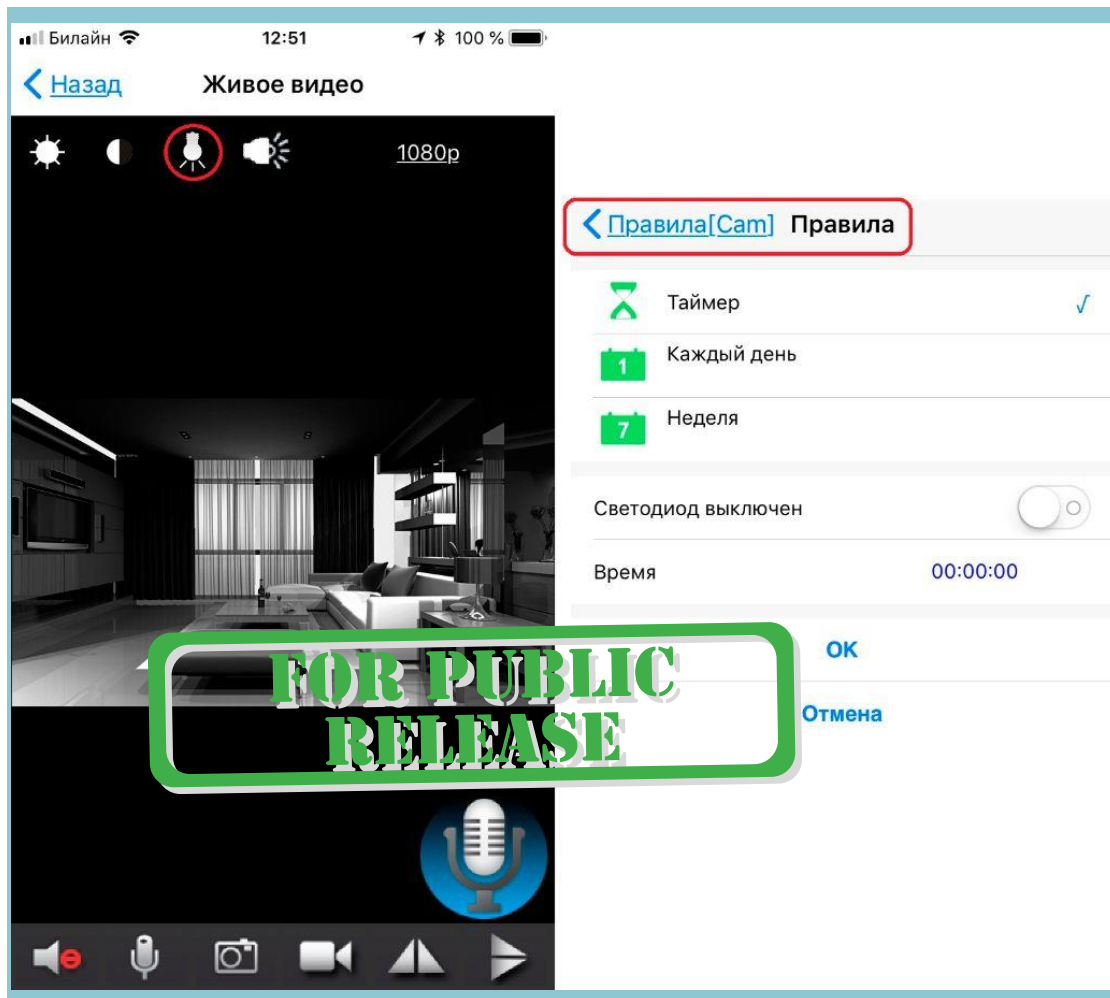 Билайн 12:51 100 %
Назад Живое видео
1080p
Правила[Cam] Правила
Таймер √
1 Каждый день
7 Неделя
Светодиод выключен
Время 00:00:00
OK
Отмена
FOR PUBLIC
RELEASE